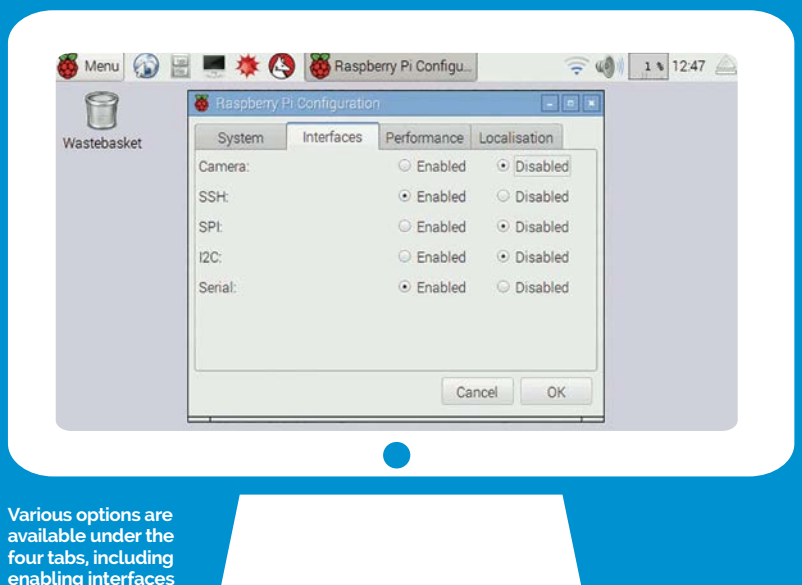 Menu Raspberry Pi Configu... 1 % 12:47
Wastebasket
Raspberry Pi Configuration
System Interfaces Performance Localisation
Camera: Enabled Disabled
SSH: Enabled Disabled
SPI: Enabled Disabled
I2C: Enabled Disabled
Serial: Enabled Disabled
Cancel OK
Various options are
available under the
four tabs, including
enabling interfaces